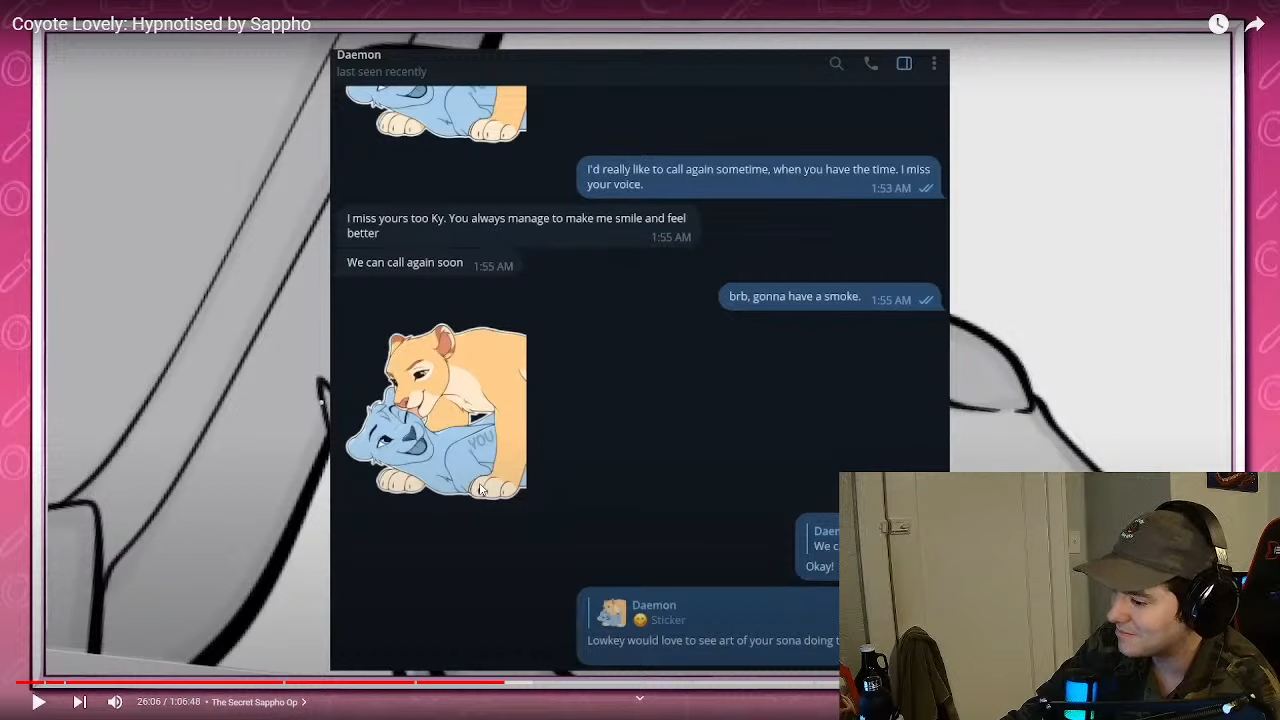 Coyote Lovely: Hypnotised by Sappho
Daemon
last seen recently
I'd really like to call again sometime, when you have the time. I miss
your voice.
1:53 AM
I miss yours too Ky. You always manage to make me smile and feel
better
1:55 AM
We can call again soon 1:55 AM
brb, gonna have a smoke. 1:55 AM
YOU
Daem
We c
Okay!
Daemon
Sticker
Lowkey would love to see art of your sona doing t
26:06 / 1:06:48 • The Secret Sappho Op